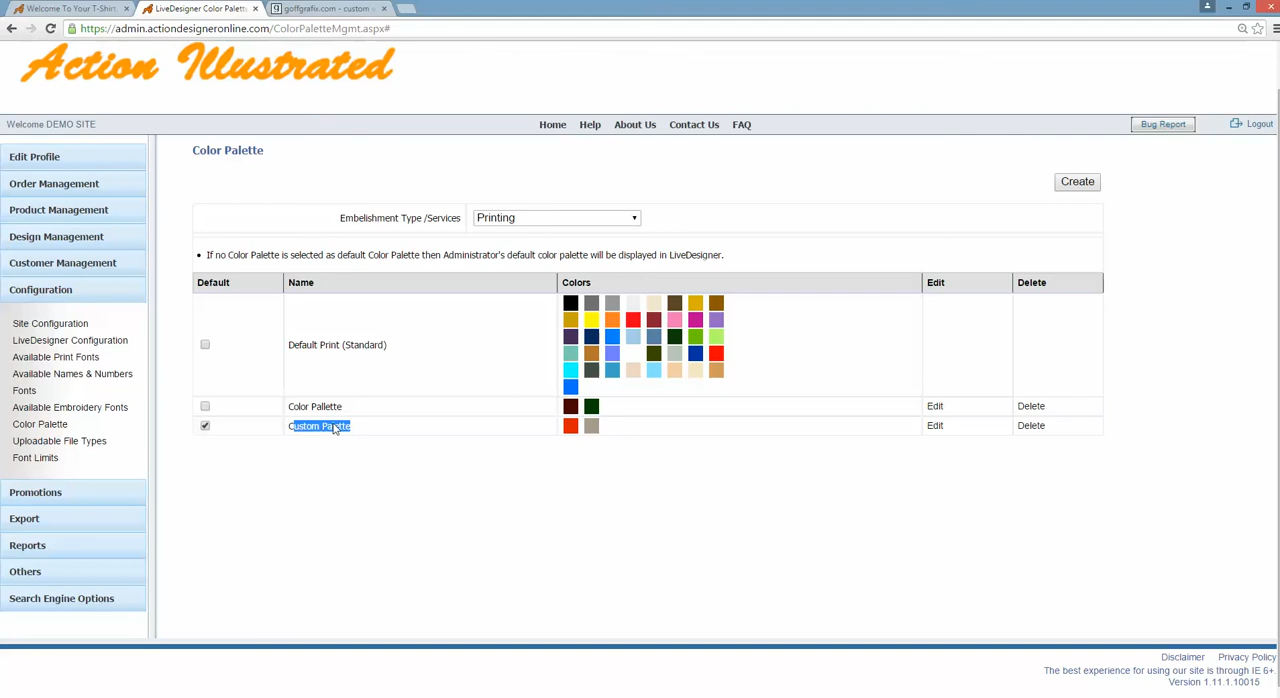 Welcome To Your T-Shirt
LiveDesigner Color Palett
goffgrafix.com - custom
https://admin.actiondesigneronline.com/ColorPaletteMgmt.aspx#
Action Illustrated
Welcome DEMO SITE
Home
Help
About Us
Contact Us
FAQ
Bug Report
Logout
Edit Profile
Order Management
Product Management
Design Management
Customer Management
Configuration
Site Configuration
LiveDesigner Configuration
Available Print Fonts
Available Names & Numbers
Fonts
Available Embroidery Fonts
Color Palette
Uploadable File Types
Font Limits
Promotions
Export
Reports
Others
Search Engine Options
Color Palette
Create
Embelishment Type /Services
Printing
• If no Color Palette is selected as default Color Palette then Administrator's default color palette will be displayed in LiveDesigner.
Default Name Colors Edit Delete
Default Print (Standard)
Color Pallette Edit Delete
Custom Palette Edit Delete
Disclaimer Privacy Policy
The best experience for using our site is through IE 6+
Version 1.11.1.10015